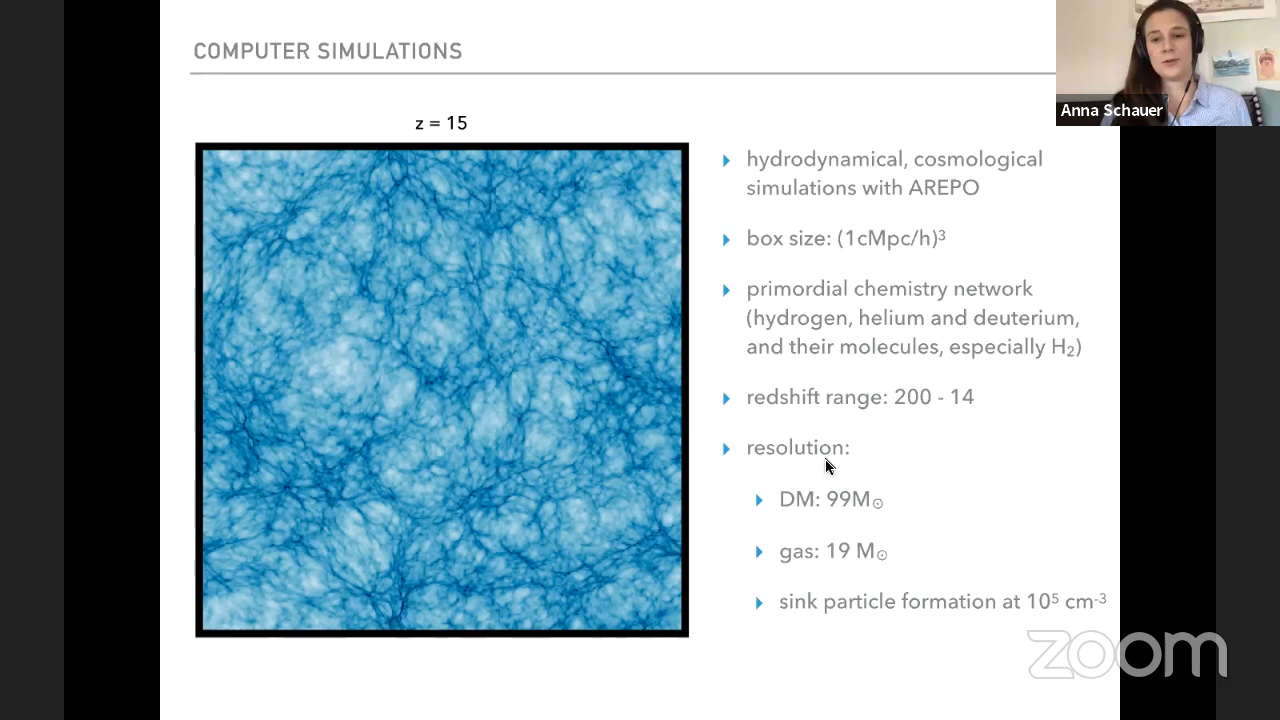 COMPUTER SIMULATIONS
Anna Schauer
z = 15
hydrodynamical, cosmological
simulations with AREPO
box size: (1cMpc/h)³
primordial chemistry network
(hydrogen, helium and deuterium,
and their molecules, especially H₂)
redshift range: 200 - 14
resolution:
DM: 99M☉
gas: 19 M☉
sink particle formation at 10⁵ cm⁻³
zoom